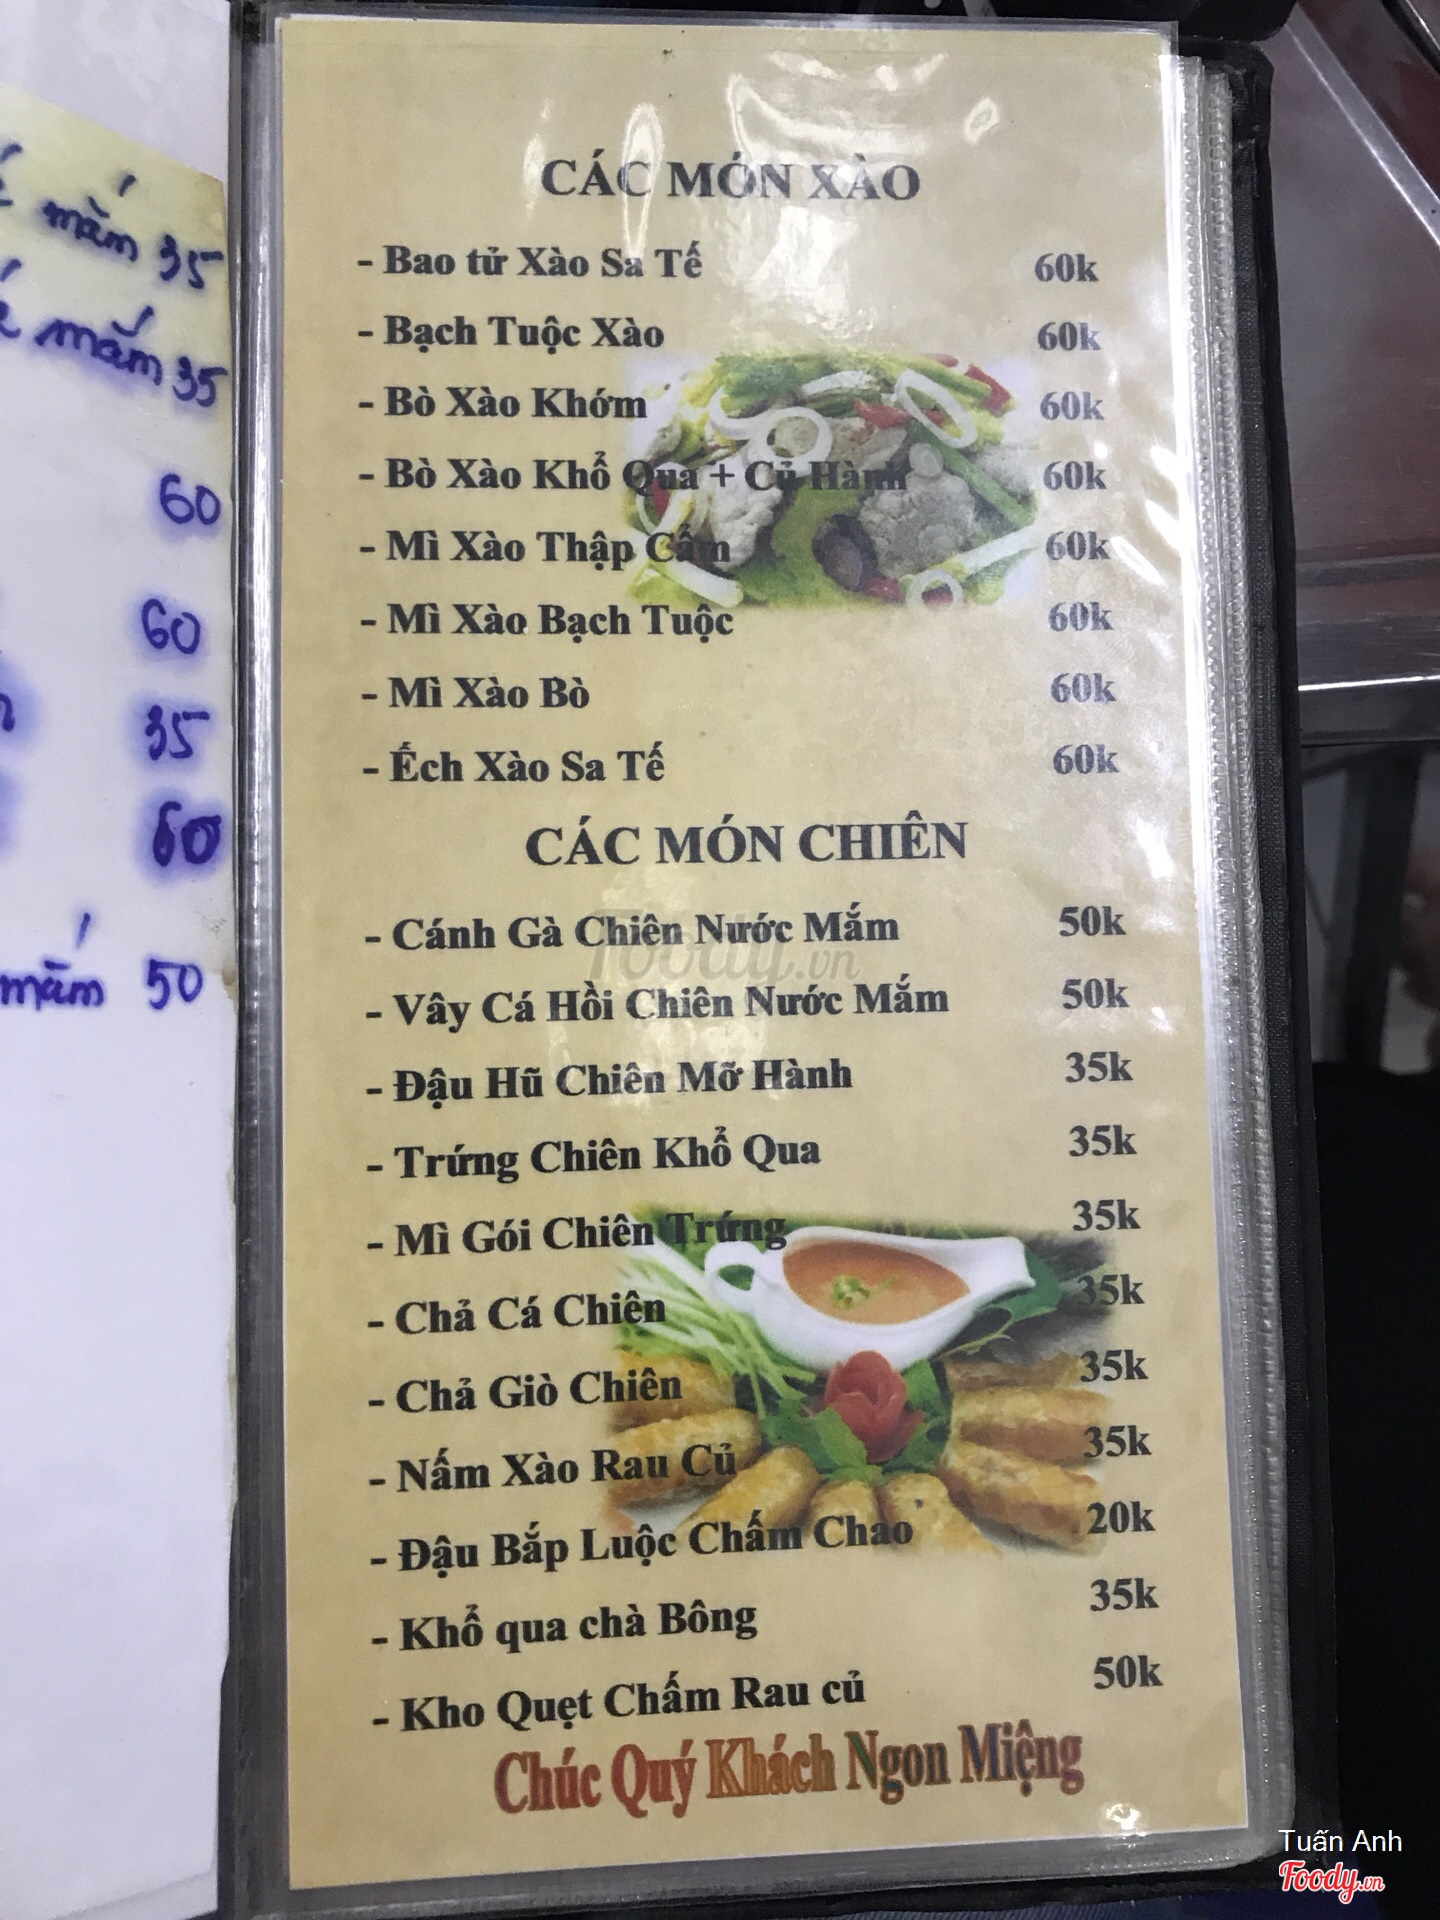 mắm 35
mắm 35
60
60
35
60
mắm 50
CÁC MÓN XÀO
- Bao tử Xào Sa Tế 60k
- Bạch Tuộc Xào 60k
- Bò Xào Khớm 60k
- Bò Xào Khổ Qua + Củ Hành 60k
- Mì Xào Thập Cẩm 60k
- Mì Xào Bạch Tuộc 60k
- Mì Xào Bò 60k
- Ếch Xào Sa Tế 60k
CÁC MÓN CHIÊN
- Cánh Gà Chiên Nước Mắm 50k
- Vây Cá Hồi Chiên Nước Mắm 50k
- Đậu Hũ Chiên Mỡ Hành 35k
- Trứng Chiên Khổ Qua 35k
- Mì Gói Chiên Trứng 35k
- Chả Cá Chiên 35k
- Chả Giò Chiên 35k
- Nấm Xào Rau Củ 35k
- Đậu Bắp Luộc Chấm Chao 20k
- Khổ qua chà Bông 35k
- Kho Quẹt Chấm Rau củ 50k
Chúc Quý Khách Ngon Miệng
Foody.vn
Tuấn Anh
Foody.vn